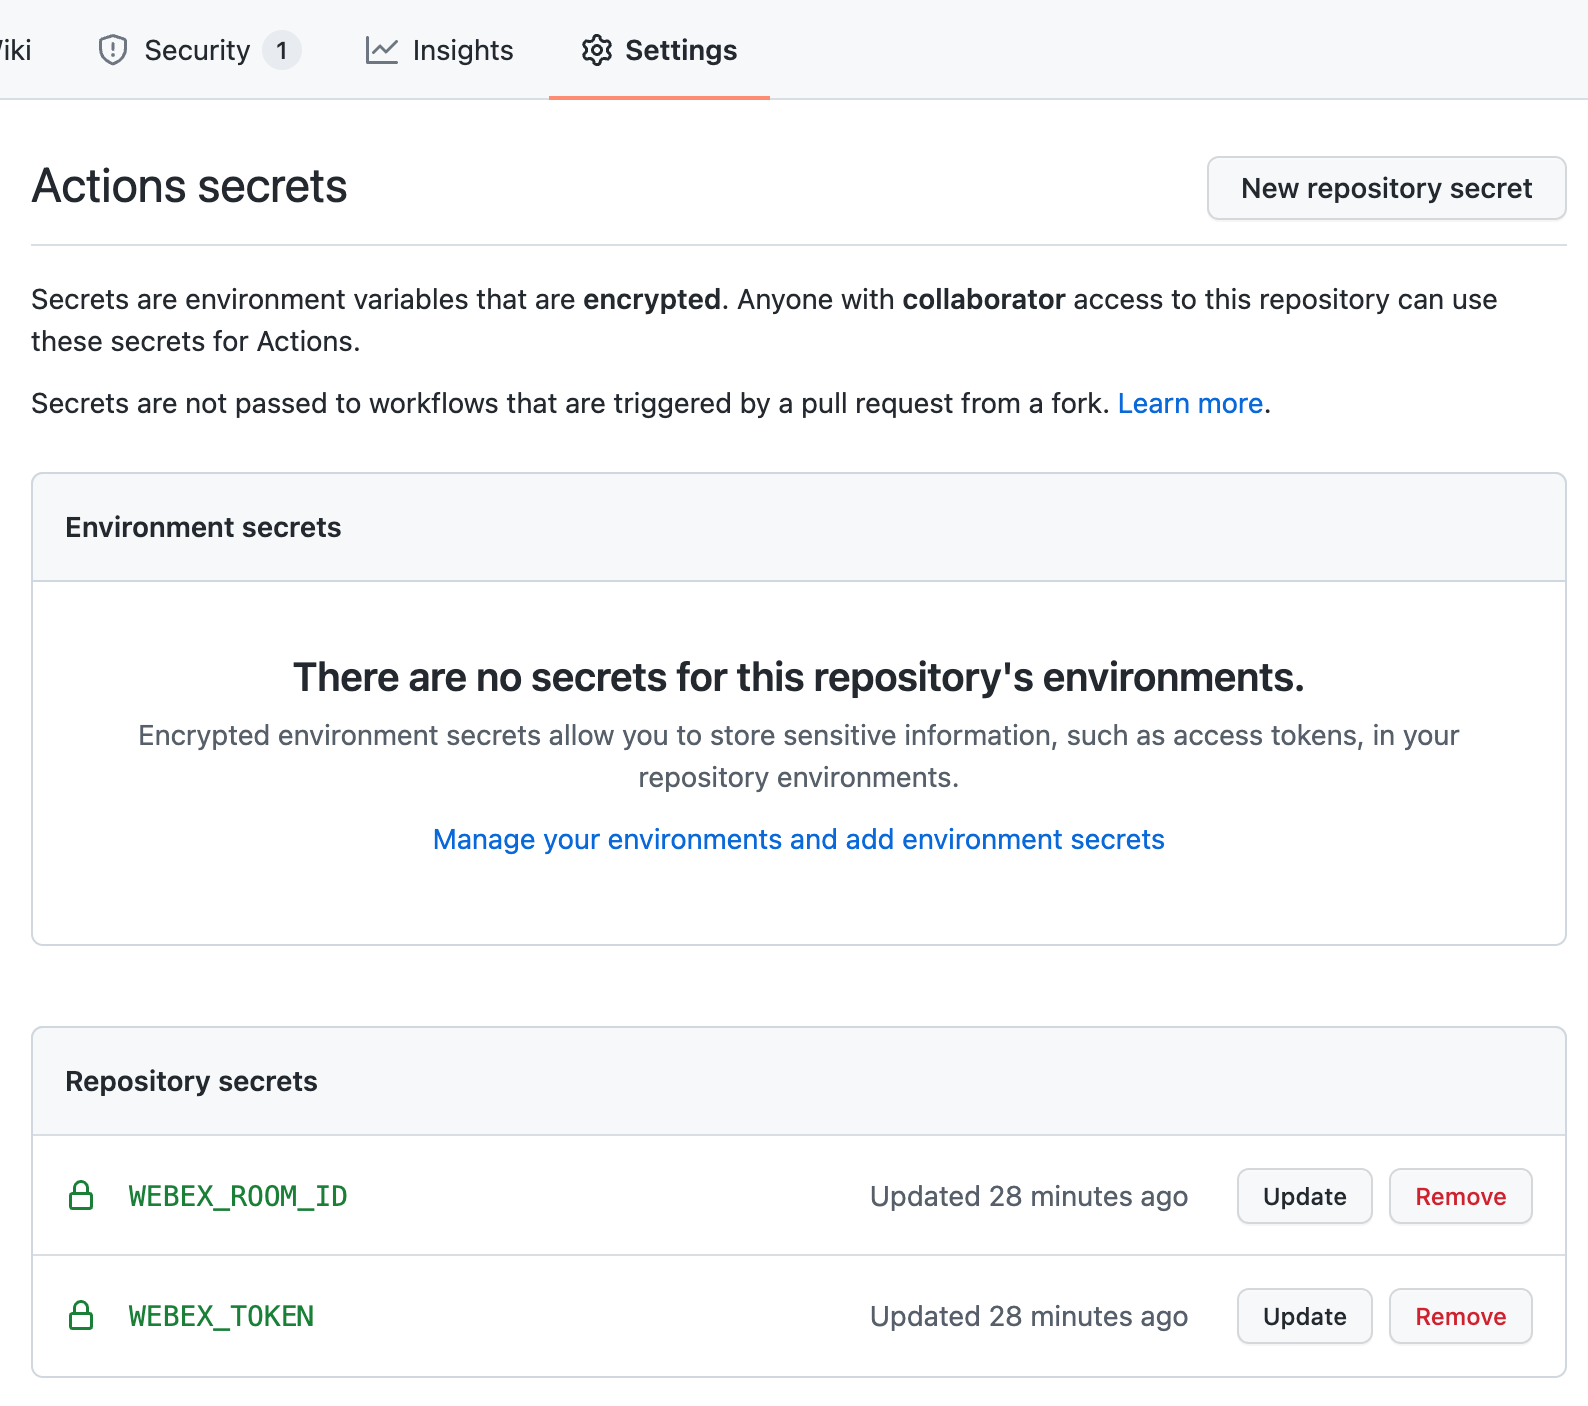 Security 1 Insights Settings
Actions secrets
New repository secret
Secrets are environment variables that are encrypted. Anyone with collaborator access to this repository can use
these secrets for Actions.
Secrets are not passed to workflows that are triggered by a pull request from a fork. Learn more.
Environment secrets
There are no secrets for this repository's environments.
Encrypted environment secrets allow you to store sensitive information, such as access tokens, in your
repository environments.
Manage your environments and add environment secrets
Repository secrets
WEBEX_ROOM_ID Updated 28 minutes ago Update Remove
WEBEX_TOKEN Updated 28 minutes ago Update Remove